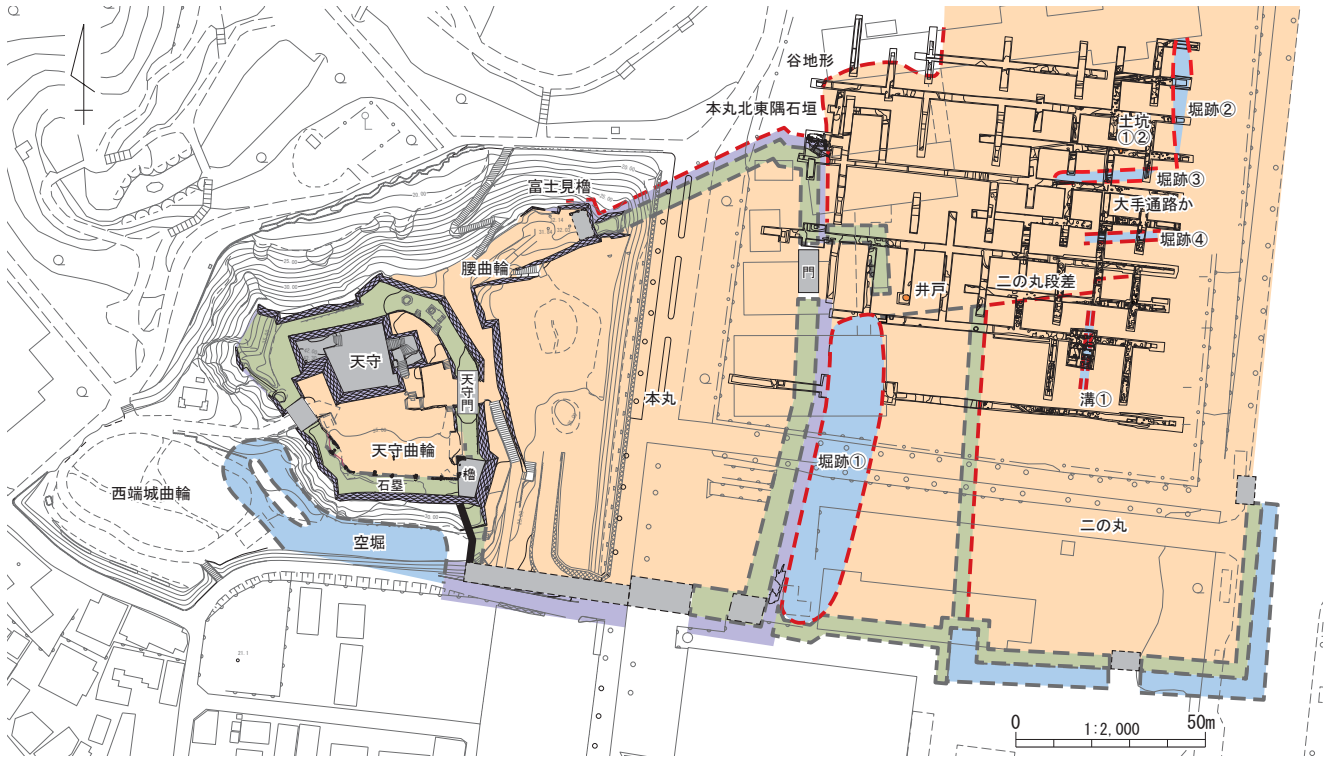 谷地形
本丸北東隅石垣
堀跡②
土坑
①②
富士見櫓
堀跡③
大手通路か
腰曲輪
堀跡④
門
井戸
二の丸段差
天守
天守門
本丸
溝①
天守曲輪
堀跡①
櫓
石塁
西端城曲輪
二の丸
空堀
0
1:2,000
50m